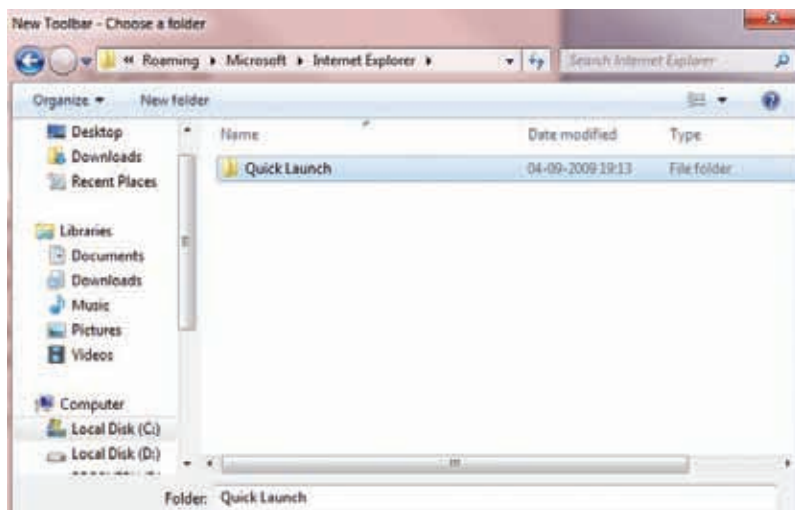 New Toolbar - Choose a folder
« Roaming ▸ Microsoft ▸ Internet Explorer ▸ Search Internet Explorer
Organize ▾ New folder
Name Date modified Type
Quick Launch 04-09-2009 19:13 File folder
Desktop
Downloads
Recent Places
Libraries
Documents
Downloads
Music
Pictures
Videos
Computer
Local Disk (C:)
Local Disk (D:)
Folder: Quick Launch